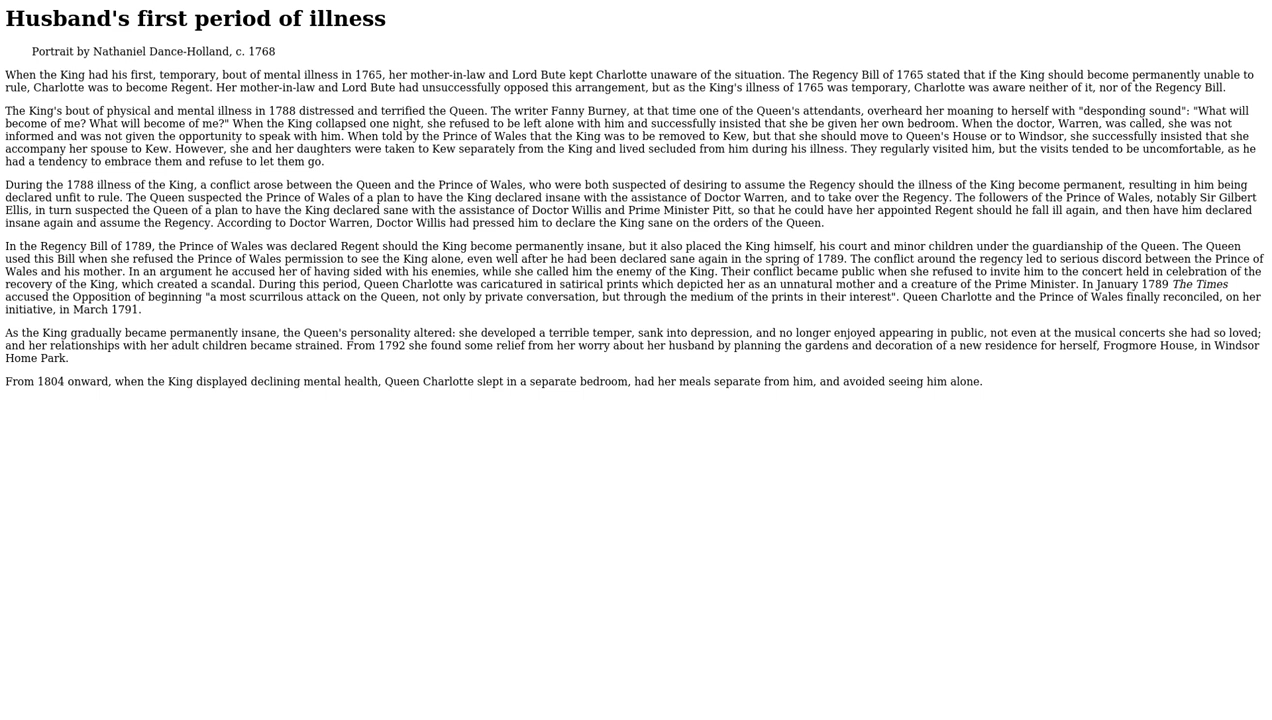 Husband's first period of illness
Portrait by Nathaniel Dance-Holland, c. 1768
When the King had his first, temporary, bout of mental illness in 1765, her mother-in-law and Lord Bute kept Charlotte unaware of the situation. The Regency Bill of 1765 stated that if the King should become permanently unable to
rule, Charlotte was to become Regent. Her mother-in-law and Lord Bute had unsuccessfully opposed this arrangement, but as the King's illness of 1765 was temporary, Charlotte was aware neither of it, nor of the Regency Bill.
The King's bout of physical and mental illness in 1788 distressed and terrified the Queen. The writer Fanny Burney, at that time one of the Queen's attendants, overheard her moaning to herself with "desponding sound": "What will
become of me? What will become of me?" When the King collapsed one night, she refused to be left alone with him and successfully insisted that she be given her own bedroom. When the doctor, Warren, was called, she was not
informed and was not given the opportunity to speak with him. When told by the Prince of Wales that the King was to be removed to Kew, but that she should move to Queen's House or to Windsor, she successfully insisted that she
accompany her spouse to Kew. However, she and her daughters were taken to Kew separately from the King and lived secluded from him during his illness. They regularly visited him, but the visits tended to be uncomfortable, as he
had a tendency to embrace them and refuse to let them go.
During the 1788 illness of the King, a conflict arose between the Queen and the Prince of Wales, who were both suspected of desiring to assume the Regency should the illness of the King become permanent, resulting in him being
declared unfit to rule. The Queen suspected the Prince of Wales of a plan to have the King declared insane with the assistance of Doctor Warren, and to take over the Regency. The followers of the Prince of Wales, notably Sir Gilbert
Ellis, in turn suspected the Queen of a plan to have the King declared sane with the assistance of Doctor Willis and Prime Minister Pitt, so that he could have her appointed Regent should he fall ill again, and then have him declared
insane again and assume the Regency. According to Doctor Warren, Doctor Willis had pressed him to declare the King sane on the orders of the Queen.
In the Regency Bill of 1789, the Prince of Wales was declared Regent should the King become permanently insane, but it also placed the King himself, his court and minor children under the guardianship of the Queen. The Queen
used this Bill when she refused the Prince of Wales permission to see the King alone, even well after he had been declared sane again in the spring of 1789. The conflict around the regency led to serious discord between the Prince of
Wales and his mother. In an argument he accused her of having sided with his enemies, while she called him the enemy of the King. Their conflict became public when she refused to invite him to the concert held in celebration of the
recovery of the King, which created a scandal. During this period, Queen Charlotte was caricatured in satirical prints which depicted her as an unnatural mother and a creature of the Prime Minister. In January 1789 The Times
accused the Opposition of beginning "a most scurrilous attack on the Queen, not only by private conversation, but through the medium of the prints in their interest". Queen Charlotte and the Prince of Wales finally reconciled, on her
initiative, in March 1791.
As the King gradually became permanently insane, the Queen's personality altered: she developed a terrible temper, sank into depression, and no longer enjoyed appearing in public, not even at the musical concerts she had so loved;
and her relationships with her adult children became strained. From 1792 she found some relief from her worry about her husband by planning the gardens and decoration of a new residence for herself, Frogmore House, in Windsor
Home Park.
From 1804 onward, when the King displayed declining mental health, Queen Charlotte slept in a separate bedroom, had her meals separate from him, and avoided seeing him alone.